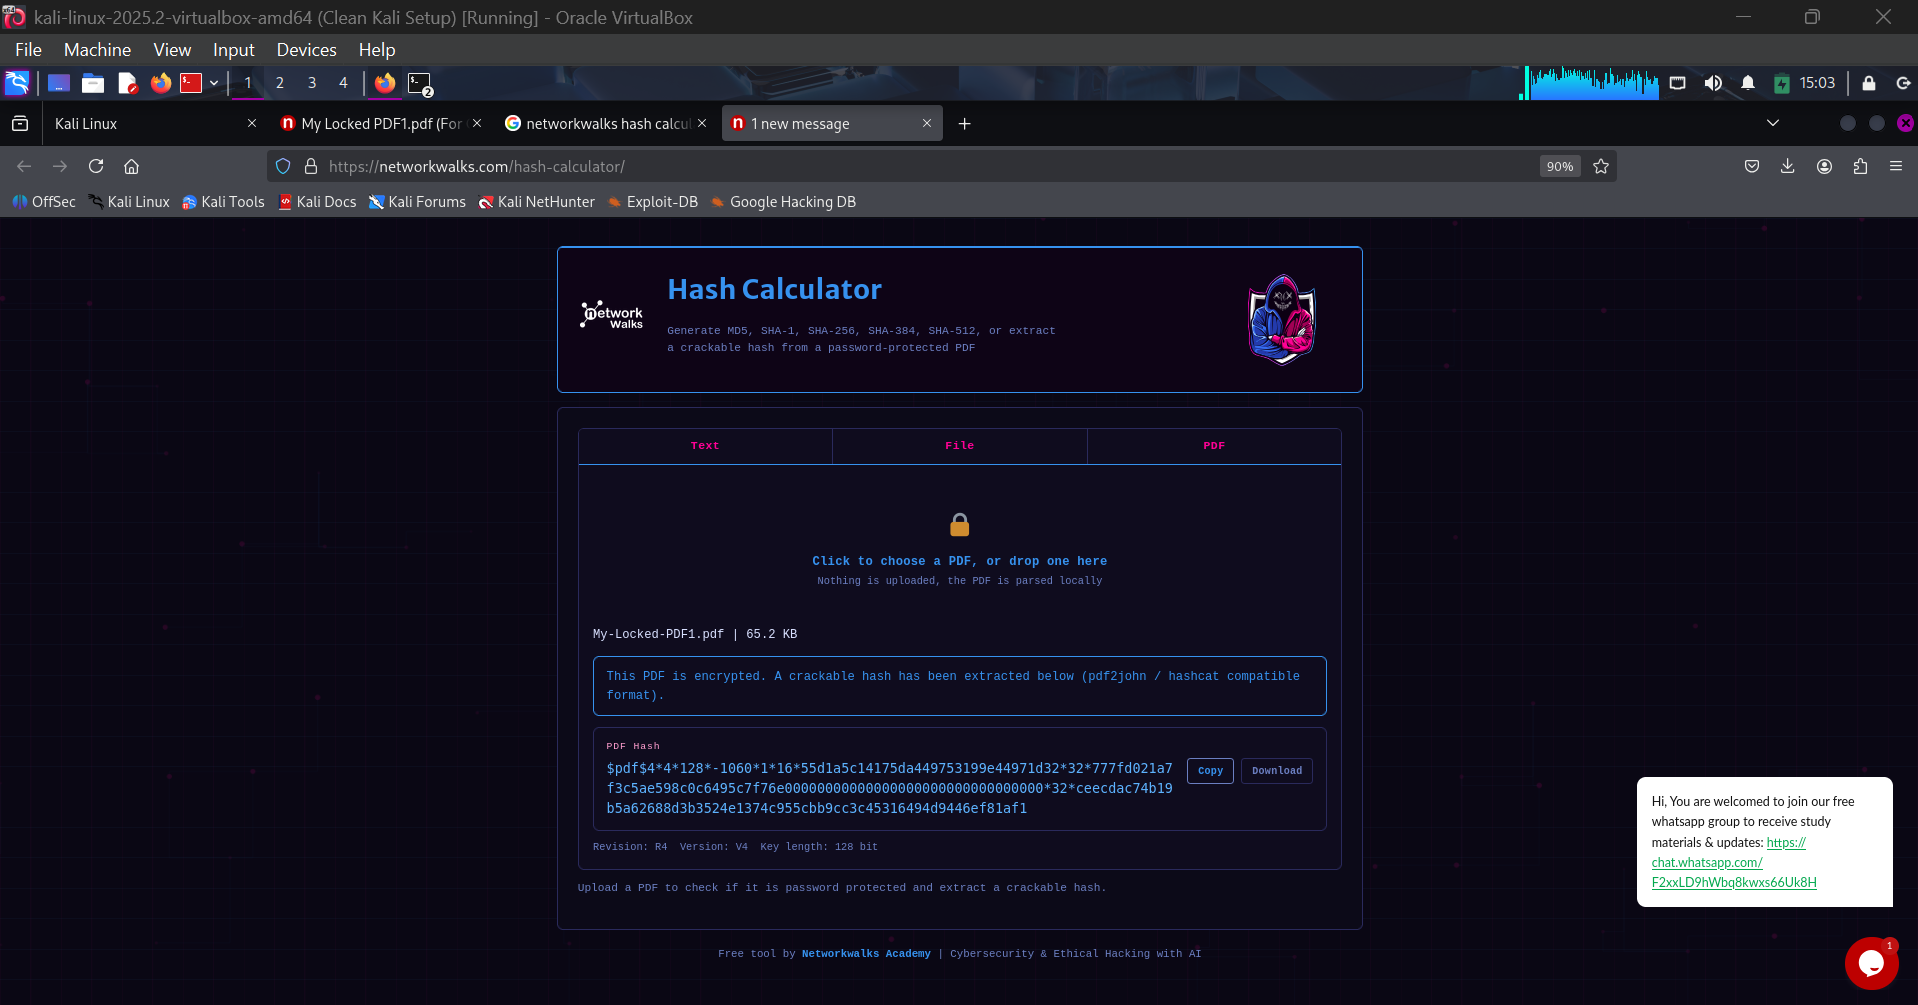 kali-linux-2025.2-virtualbox-amd64 (Clean Kali Setup) [Running] - Oracle VirtualBox
File Machine View Input Devices Help
1 2 3 4 2 15:03
Kali Linux My Locked PDF1.pdf (For networkwalks hash calcul 1 new message
https://networkwalks.com/hash-calculator/ 90%
OffSec Kali Linux Kali Tools Kali Docs Kali Forums Kali NetHunter Exploit-DB Google Hacking DB
network Walks
Hash Calculator
Generate MD5, SHA-1, SHA-256, SHA-384, SHA-512, or extract
a crackable hash from a password-protected PDF
Text File PDF
Click to choose a PDF, or drop one here
Nothing is uploaded, the PDF is parsed locally
My-Locked-PDF1.pdf | 65.2 KB
This PDF is encrypted. A crackable hash has been extracted below (pdf2john / hashcat compatible
format).
PDF Hash
$pdf$4*4*128*-1060*1*16*55d1a5c14175da449753199e44971d32*32*777fd021a7
f3c5ae598c0c6495c7f76e00000000000000000000000000000000*32*ceecdac74b19
b5a62688d3b3524e1374c955cbb9cc3c45316494d9446ef81af1
Copy Download
Revision: R4 Version: V4 Key length: 128 bit
Upload a PDF to check if it is password protected and extract a crackable hash.
Free tool by Networkwalks Academy | Cybersecurity & Ethical Hacking with AI
Hi, You are welcomed to join our free
whatsapp group to receive study
materials & updates: https://
chat.whatsapp.com/
F2xxLD9hWbq8kwxs66Uk8H
1